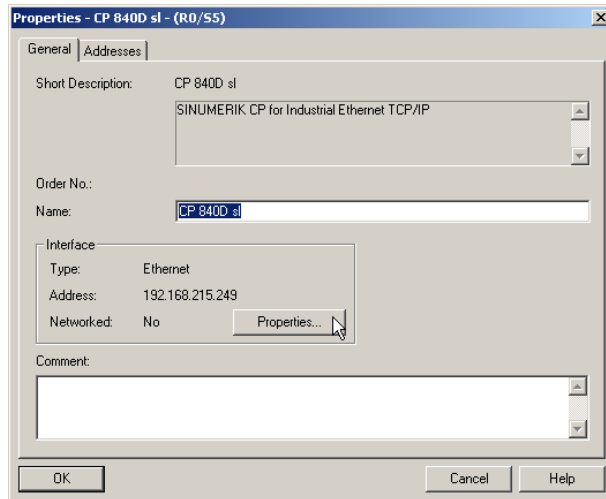 Properties - CP 840D sl - (R0/S5)
General Addresses
Short Description: CP 840D sl
SINUMERIK CP for Industrial Ethernet TCP/IP
Order No.:
Name: CP 840D sl
Interface
Type: Ethernet
Address: 192.168.215.249
Networked: No Properties...
Comment:
OK Cancel Help